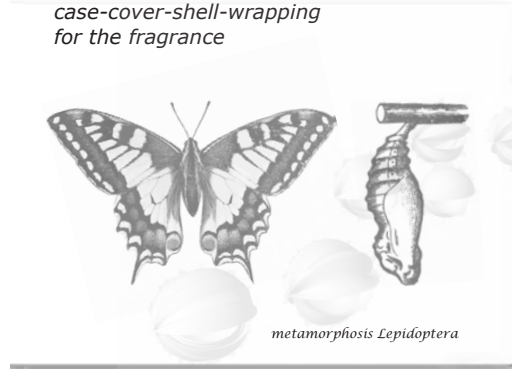 case-cover-shell-wrapping
for the fragrance
metamorphosis Lepidoptera